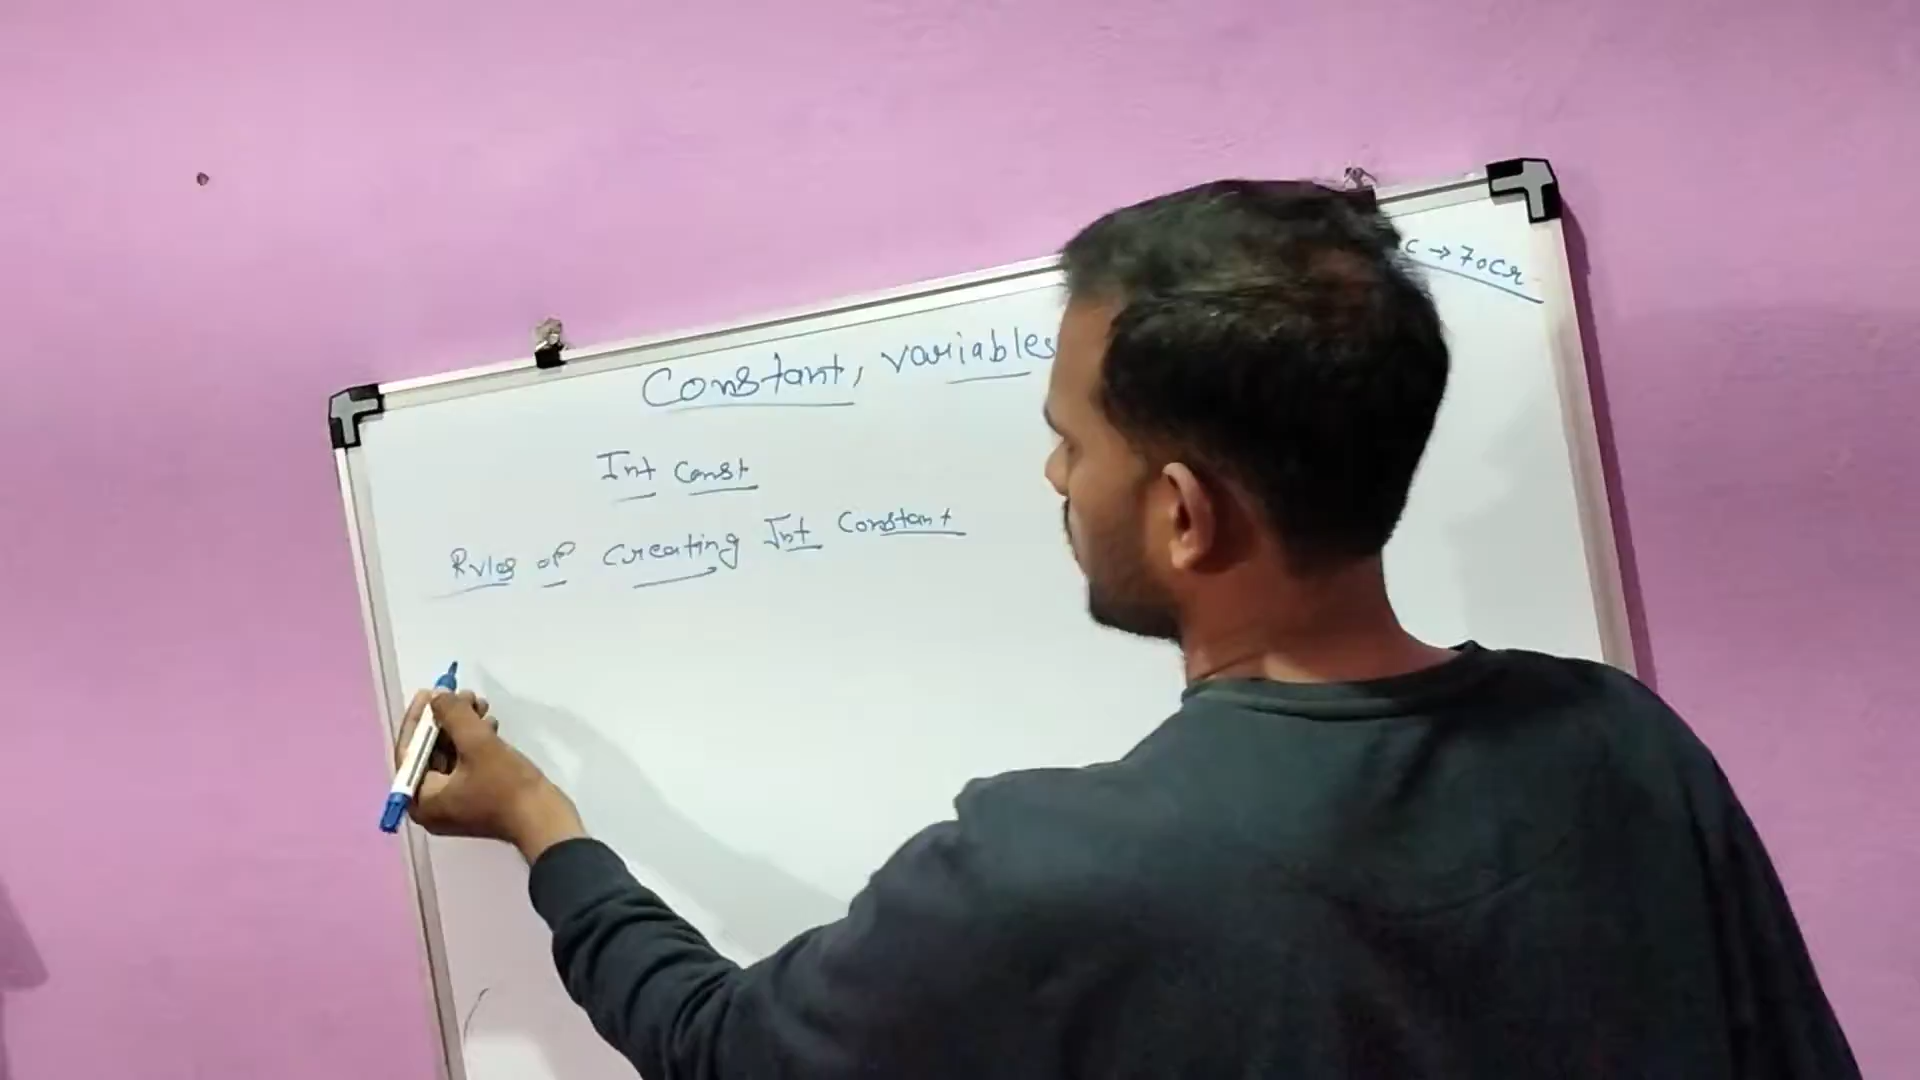 C → 70Cr
Constant, variables
Int Const
Rules of creating Int Constant